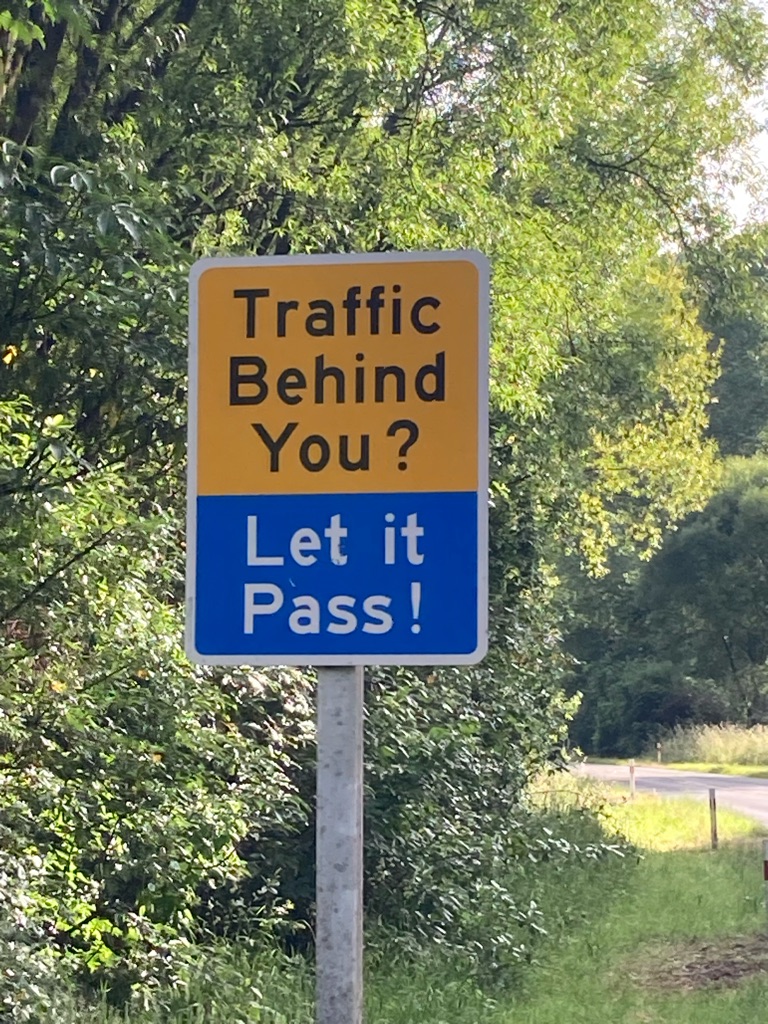 Traffic
Behind
You?
Let it
Pass!